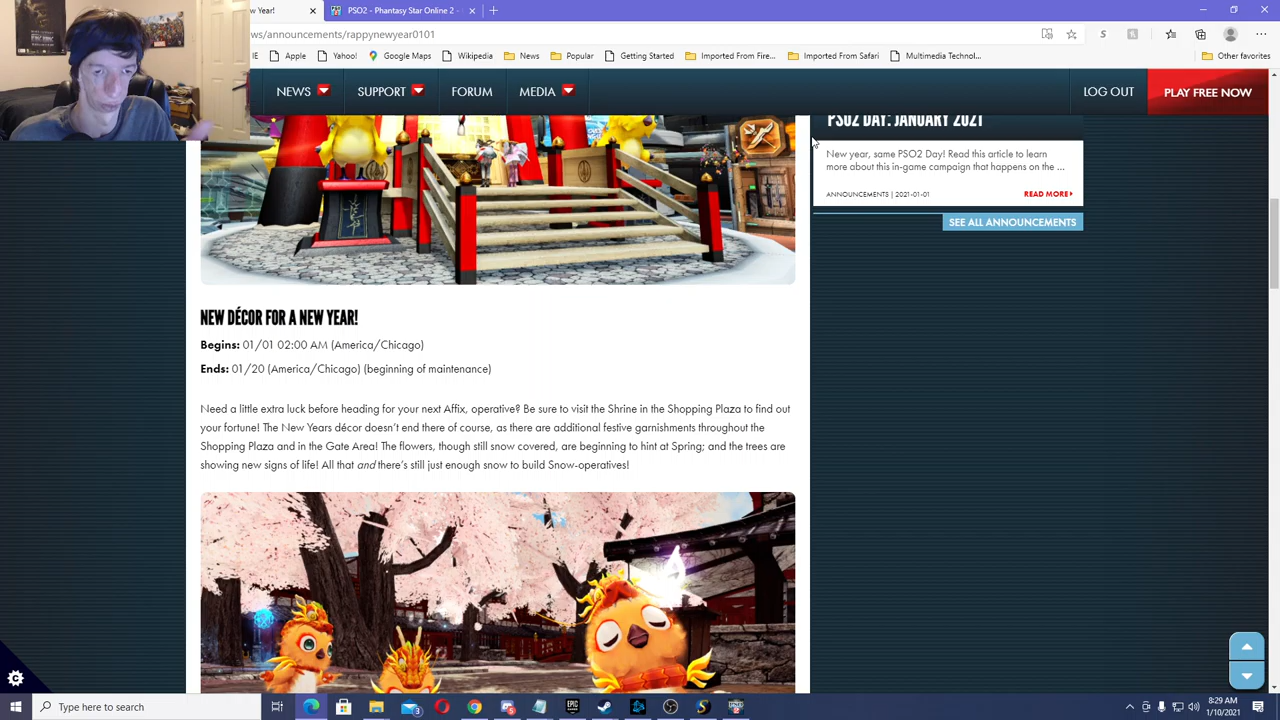 w Year!
PSO2 - Phantasy Star Online 2 -
ws/announcements/rappynewyear0101
IE Apple Yahoo! Google Maps Wikipedia News Popular Getting Started Imported From Fire... Imported From Safari Multimedia Technol... Other favorites
NEWS SUPPORT FORUM MEDIA LOG OUT PLAY FREE NOW
PSO2 DAY: JANUARY 2021
New year, same PSO2 Day! Read this article to learn
more about this in-game campaign that happens on the ...
ANNOUNCEMENTS | 2021-01-01 READ MORE
SEE ALL ANNOUNCEMENTS
NEW DÉCOR FOR A NEW YEAR!
Begins: 01/01 02:00 AM (America/Chicago)
Ends: 01/20 (America/Chicago) (beginning of maintenance)
Need a little extra luck before heading for your next Affix, operative? Be sure to visit the Shrine in the Shopping Plaza to find out
your fortune! The New Years décor doesn't end there of course, as there are additional festive garnishments throughout the
Shopping Plaza and in the Gate Area! The flowers, though still snow covered, are beginning to hint at Spring; and the trees are
showing new signs of life! All that and there's still just enough snow to build Snow-operatives!
Type here to search
8:29 AM
1/10/2021